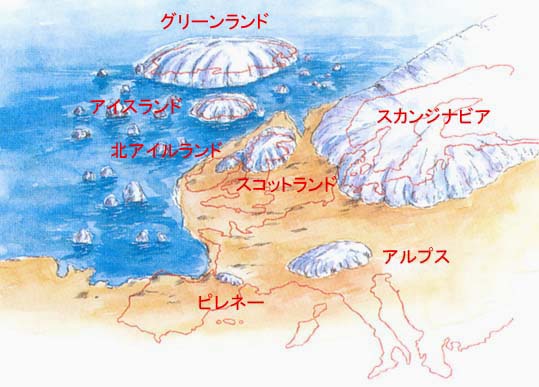 グリーンランド
アイスランド
スカンジナビア
北アイルランド
スコットランド
アルプス
ピレネー